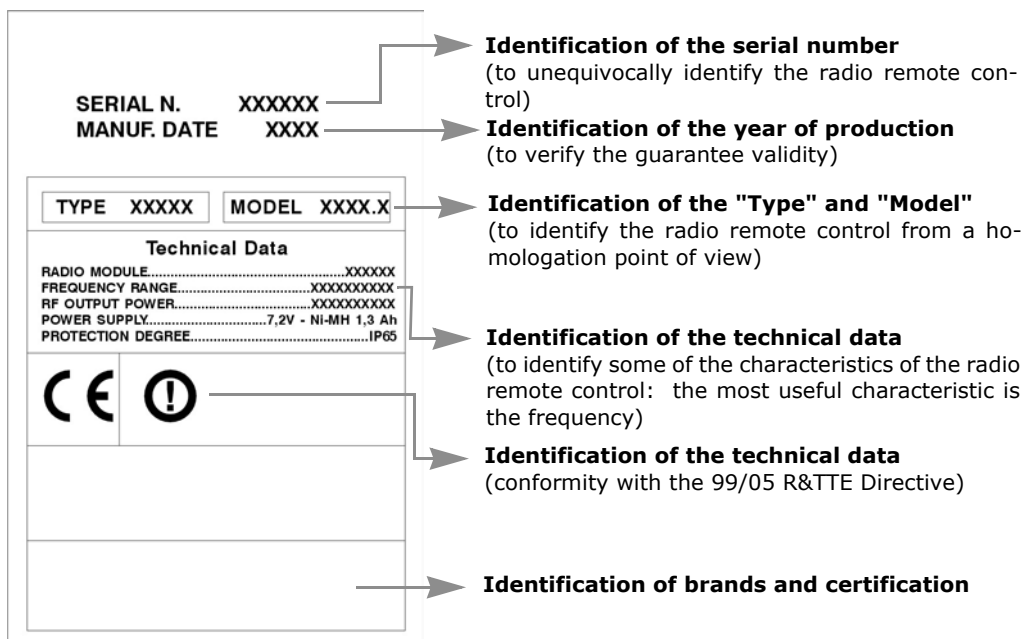 SERIAL N. XXXXXX
MANUF. DATE XXXX
TYPE XXXXX MODEL XXXX.X
Technical Data
RADIO MODULE..................................................XXXXXX
FREQUENCY RANGE..................................XXXXXXXXXX
RF OUTPUT POWER...................................XXXXXXXXXX
POWER SUPPLY...............................7,2V - Ni-MH 1,3 Ah
PROTECTION DEGREE..............................................IP65
CE
Identification of the serial number
(to unequivocally identify the radio remote con-
trol)
Identification of the year of production
(to verify the guarantee validity)
Identification of the "Type" and "Model"
(to identify the radio remote control from a ho-
mologation point of view)
Identification of the technical data
(to identify some of the characteristics of the radio
remote control: the most useful characteristic is
the frequency)
Identification of the technical data
(conformity with the 99/05 R&TTE Directive)
Identification of brands and certification